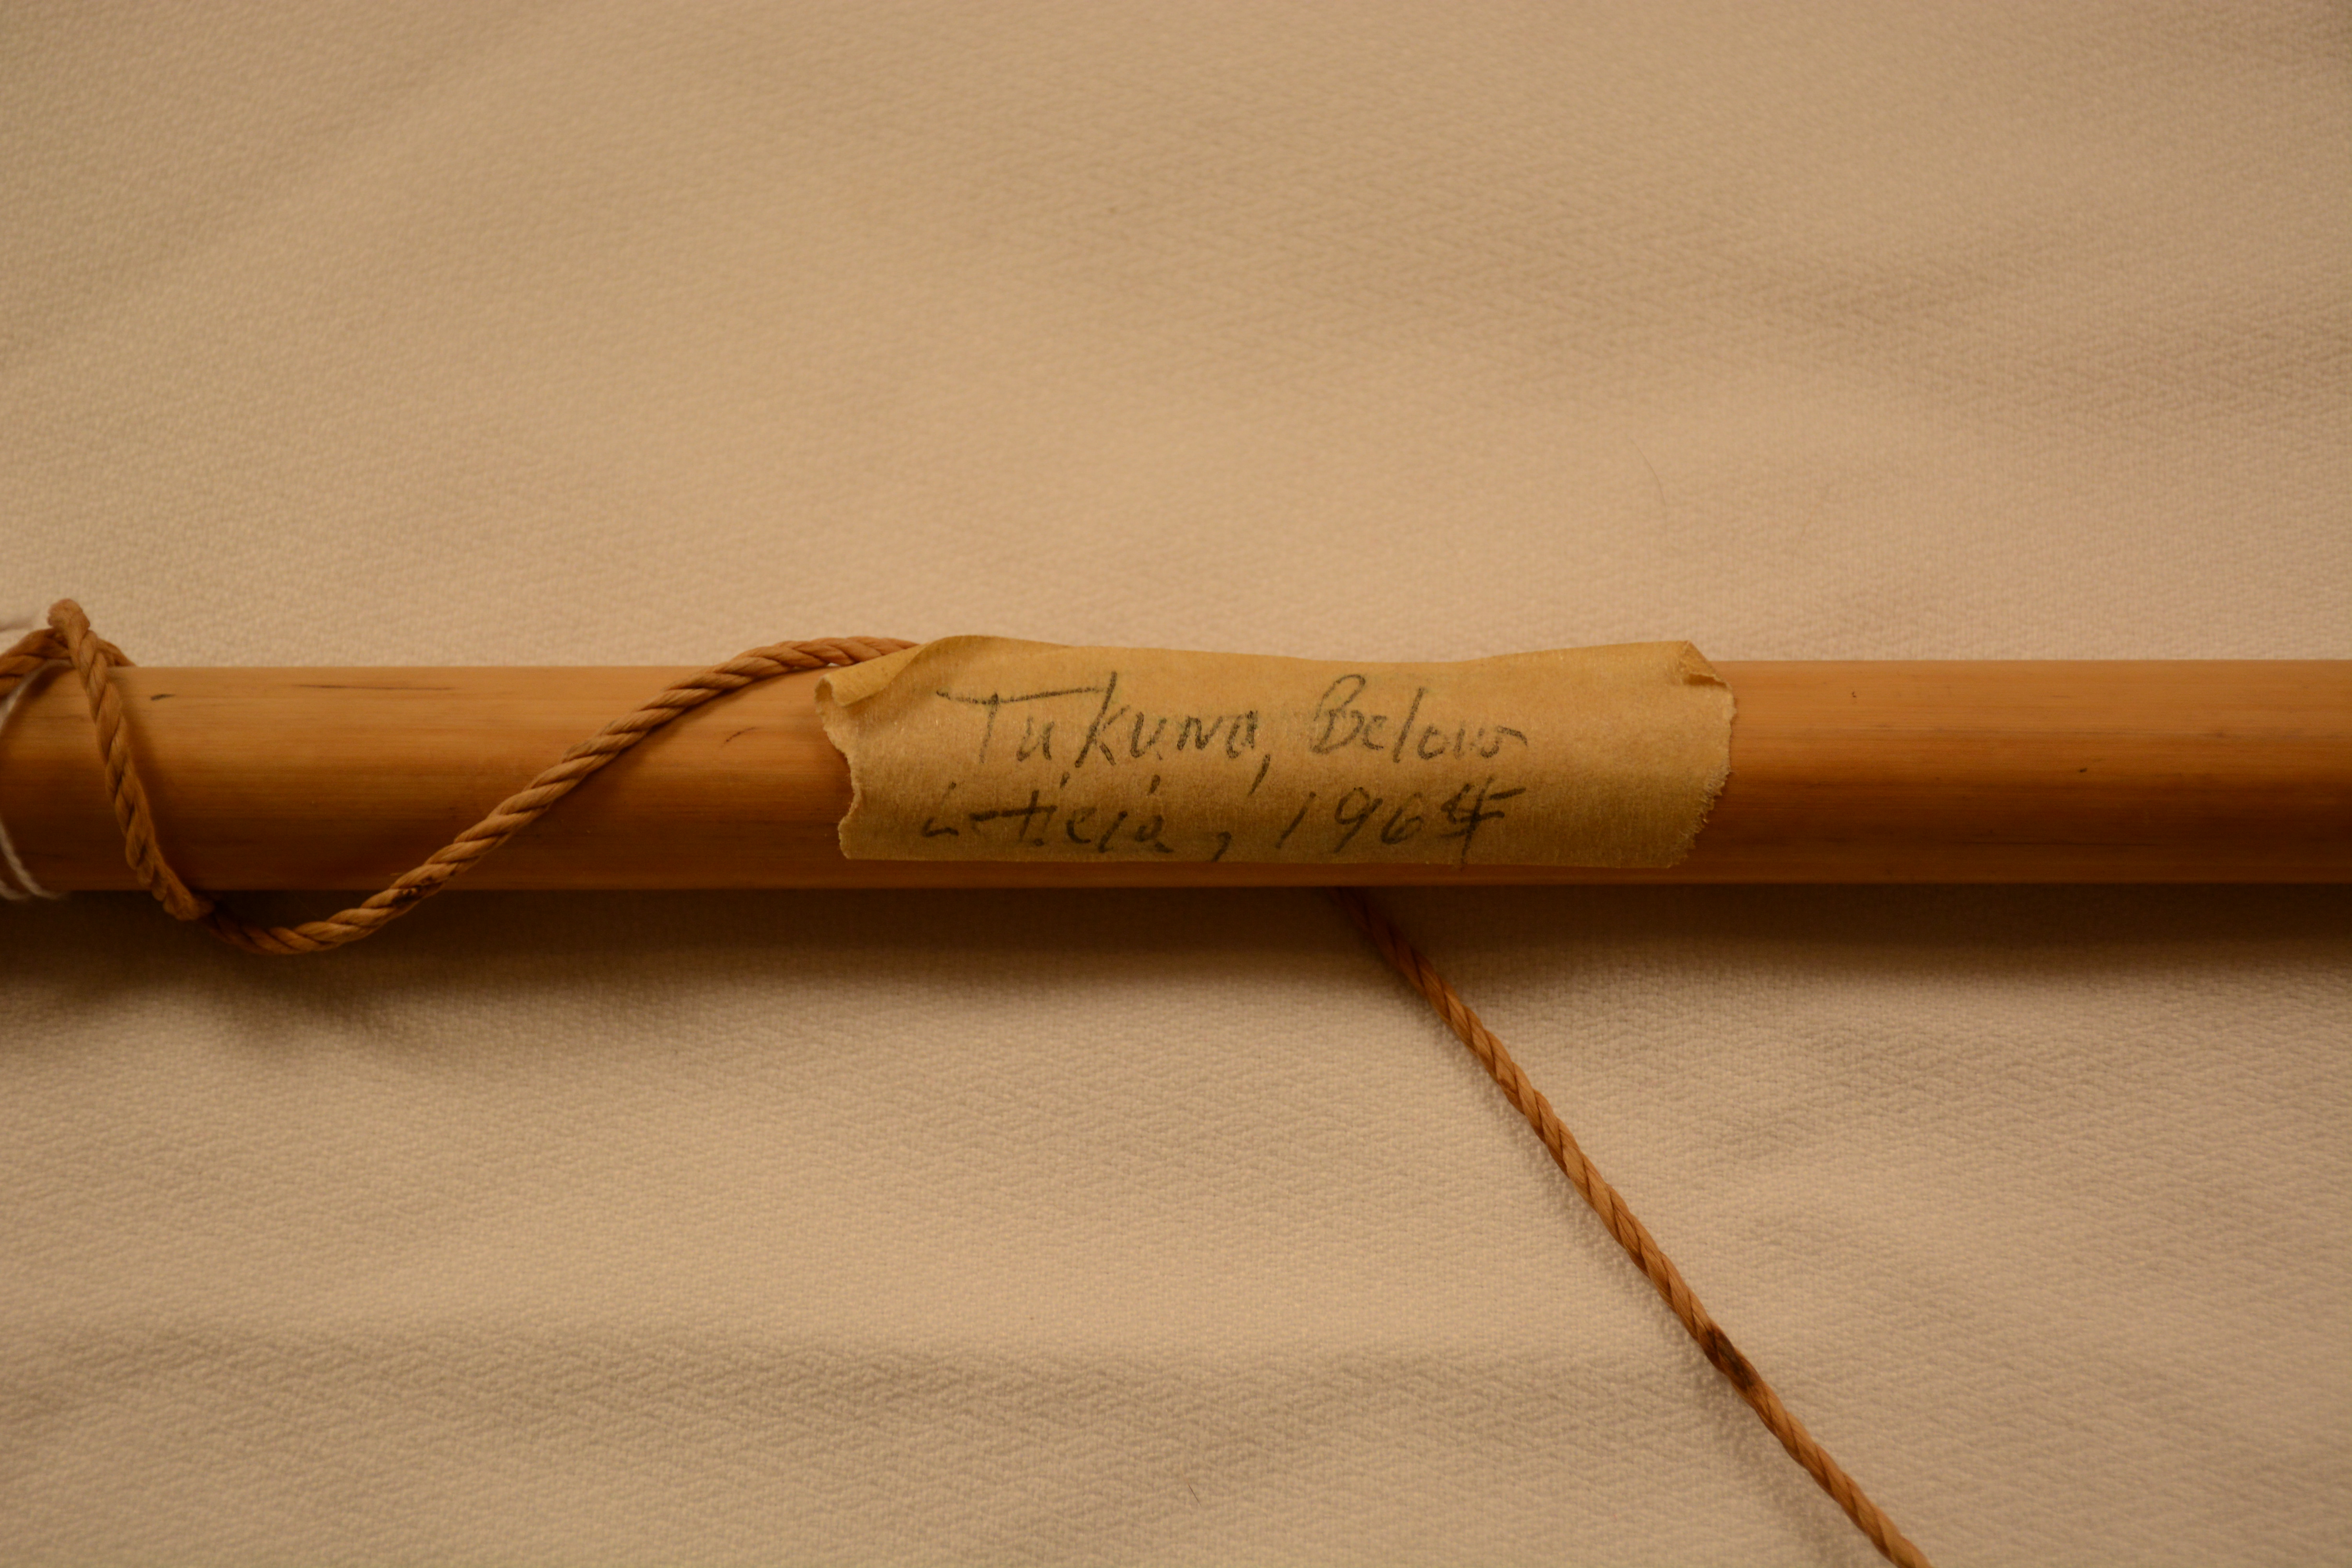 Tukuna, Below
Leticia, 1964